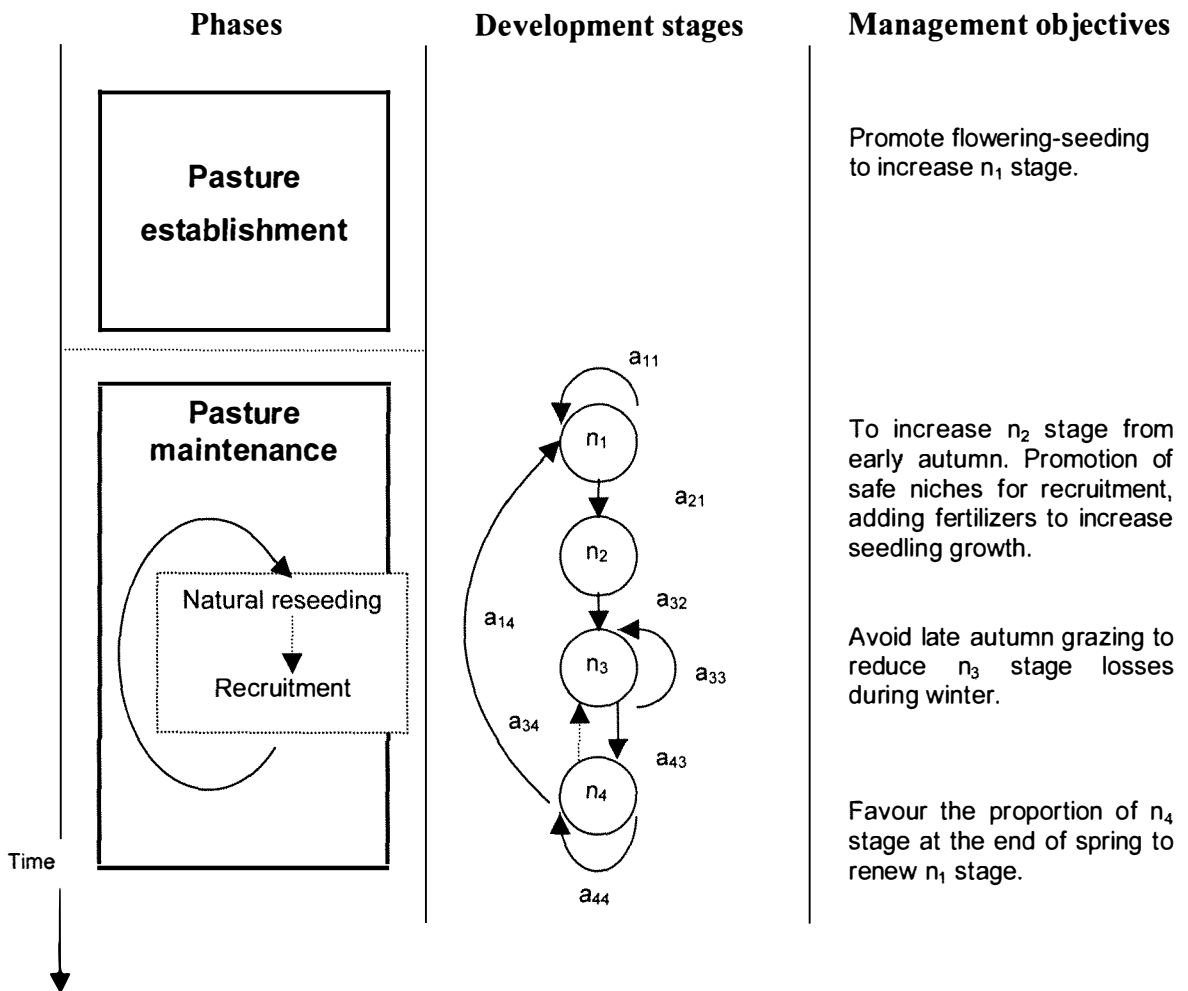 Phases
Development stages
Management objectives
Pasture
establishment
Promote flowering-seeding
to increase n₁ stage.
Pasture
maintenance
Natural reseeding
Recruitment
Time
a₁₁
n₁
a₂₁
n₂
a₃₂
a₁₄
n₃
a₃₃
a₃₄
a₄₃
n₄
a₄₄
To increase n₂ stage from
early autumn. Promotion of
safe niches for recruitment,
adding fertilizers to increase
seedling growth.
Avoid late autumn grazing to
reduce n₃ stage losses
during winter.
Favour the proportion of n₄
stage at the end of spring to
renew n₁ stage.